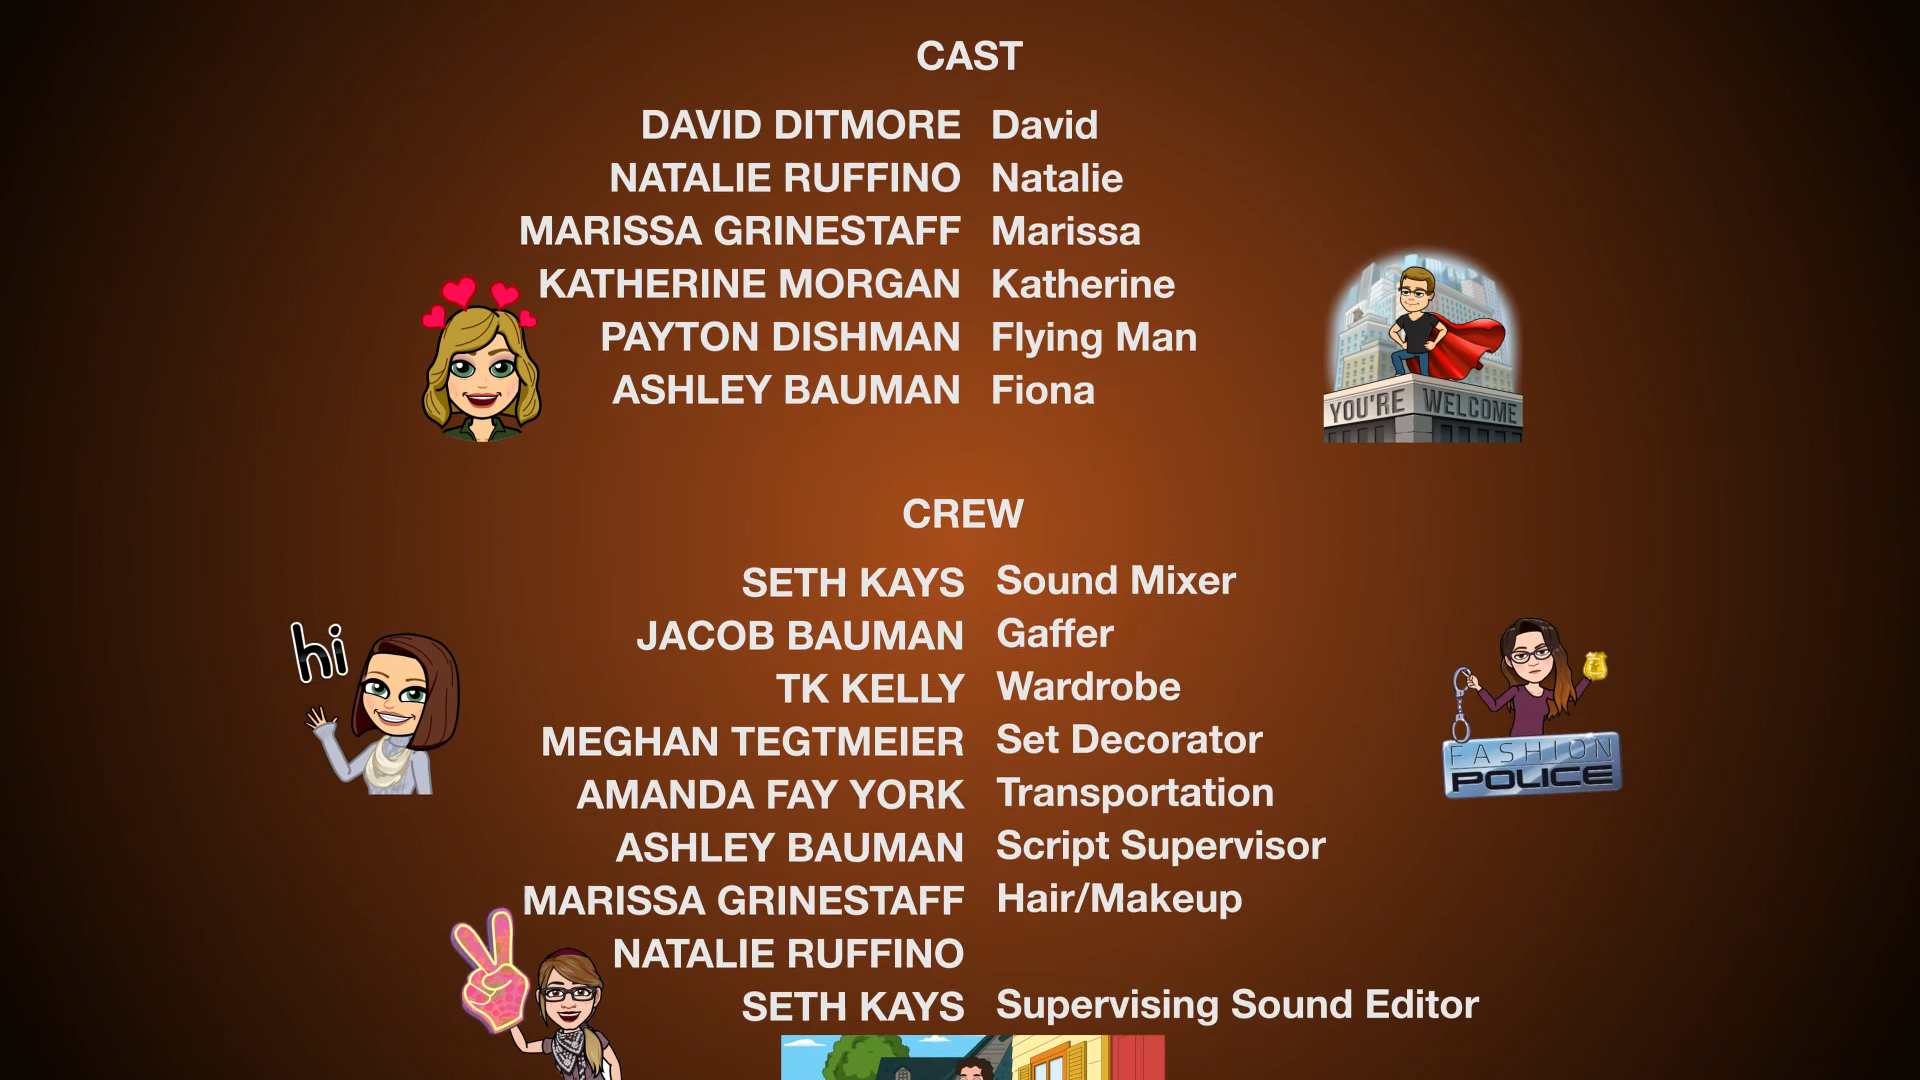 CAST
DAVID DITMORE David
NATALIE RUFFINO Natalie
MARISSA GRINESTAFF Marissa
KATHERINE MORGAN Katherine
PAYTON DISHMAN Flying Man
ASHLEY BAUMAN Fiona
YOU'RE WELCOME
CREW
SETH KAYS Sound Mixer
JACOB BAUMAN Gaffer
hi
TK KELLY Wardrobe
MEGHAN TEGTMEIER Set Decorator
FASHION
POLICE
AMANDA FAY YORK Transportation
ASHLEY BAUMAN Script Supervisor
MARISSA GRINESTAFF Hair/Makeup
NATALIE RUFFINO
SETH KAYS Supervising Sound Editor